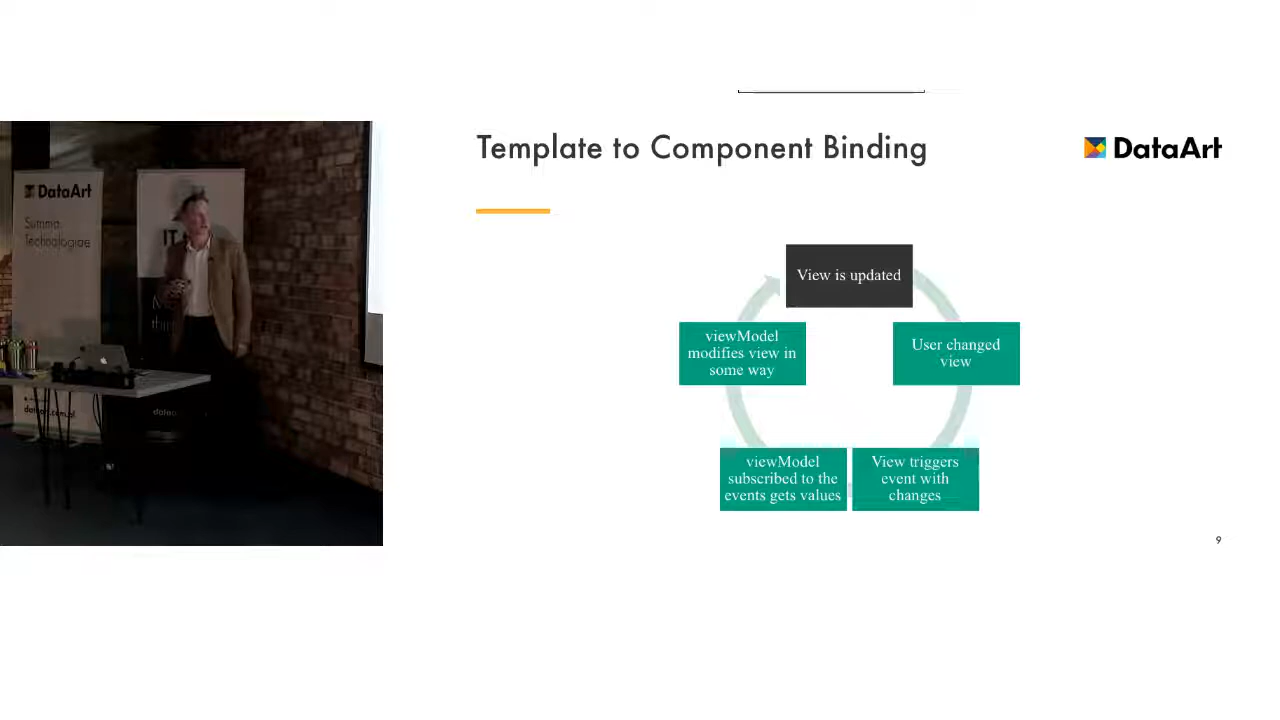 Template to Component Binding
DataArt
View is updated
User changed
view
View triggers
event with
changes
viewModel
subscribed to the
events gets values
viewModel
modifies view in
some way
9
DataArt
Summa
Technologiae
IT